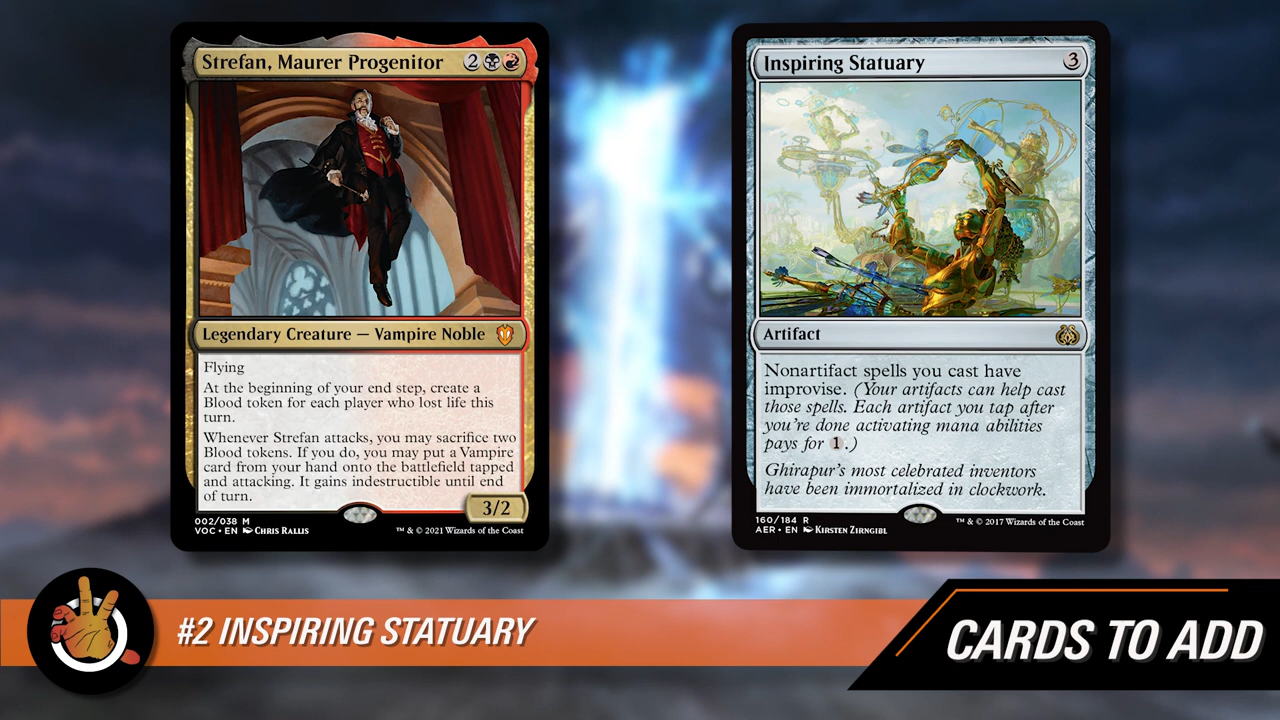 Strefan, Maurer Progenitor 2
Flying
At the beginning of your end step, create a
Blood token for each player who lost life this
turn.
Whenever Strefan attacks, you may sacrifice two
Blood tokens. If you do, you may put a Vampire
card from your hand onto the battlefield tapped
and attacking. It gains indestructible until end
of turn.
Legendary Creature — Vampire Noble
3/2
002/038 M
VOC • EN Chris Rallis
™ & © 2021 Wizards of the Coast
Inspiring Statuary 3
Artifact
Nonartifact spells you cast have
improvise. (Your artifacts can help cast
those spells. Each artifact you tap after
you're done activating mana abilities
pays for 1.)
Ghirapur's most celebrated inventors
have been immortalized in clockwork.
160/184 R
AER • EN Kirsten Zirngibl
™ & © 2017 Wizards of the Coast
#2 INSPIRING STATUARY
CARDS TO ADD